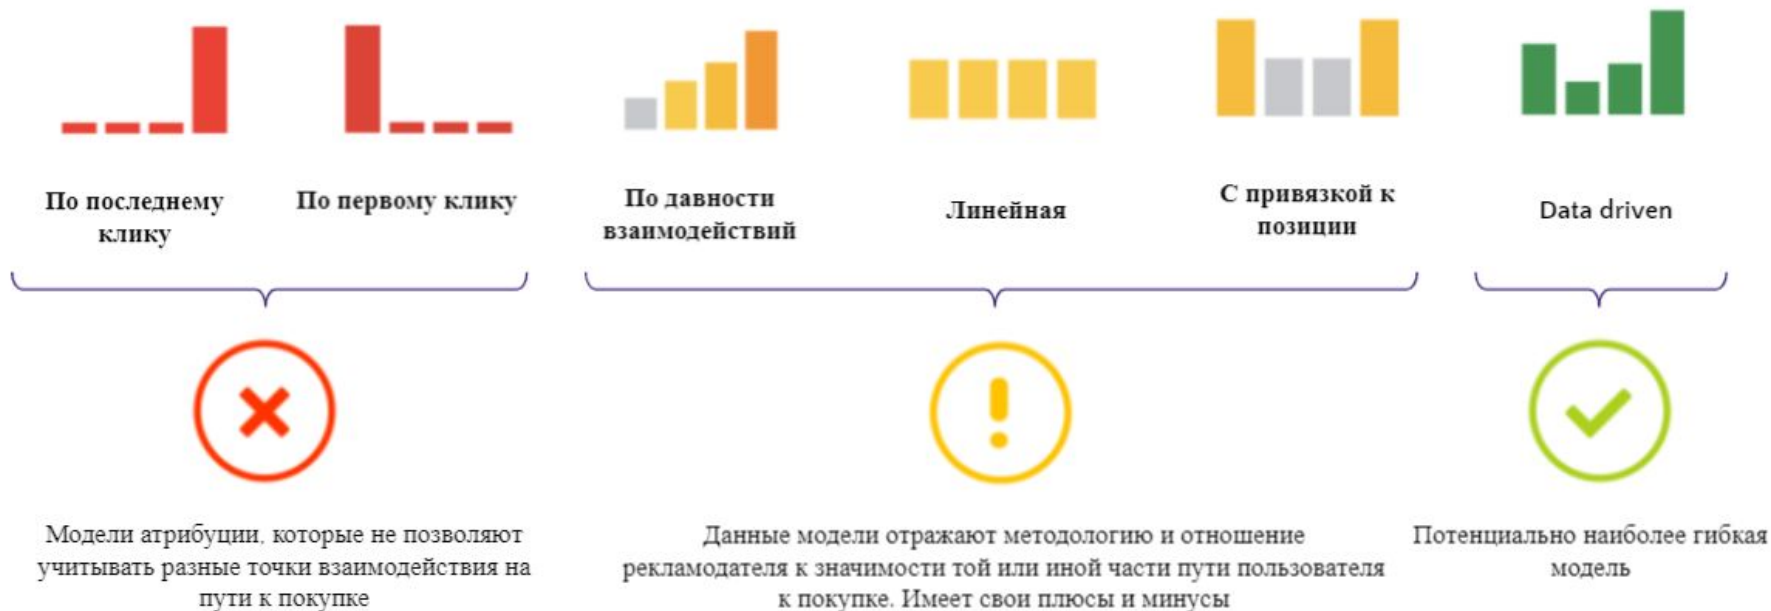 По последнему
клику
По первому клику
По давности
взаимодействий
Линейная
С привязкой к
позиции
Data driven
Модели атрибуции, которые не позволяют
учитывать разные точки взаимодействия на
пути к покупке
Данные модели отражают методологию и отношение
рекламодателя к значимости той или иной части пути пользователя
к покупке. Имеет свои плюсы и минусы
Потенциально наиболее гибкая
модель